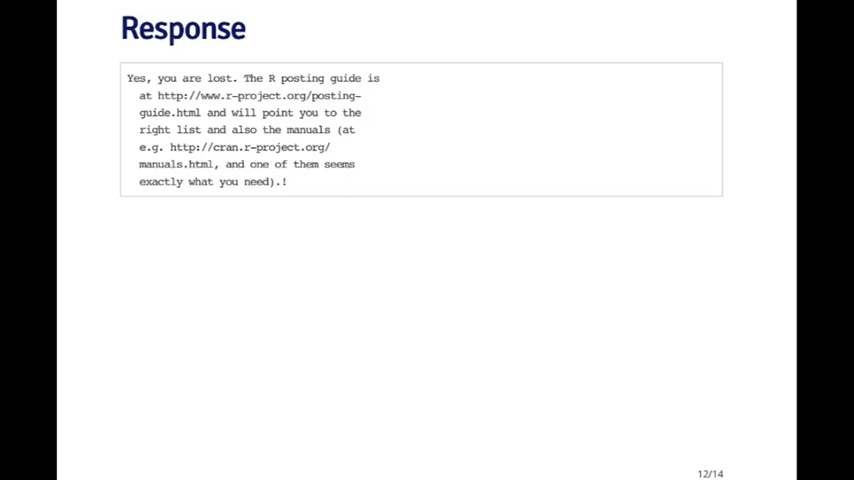 Response
Yes, you are lost. The R posting guide is
at http://www.r-project.org/posting-
guide.html and will point you to the
right list and also the manuals (at
e.g. http://cran.r-project.org/
manuals.html, and one of them seems
exactly what you need).!
12/14